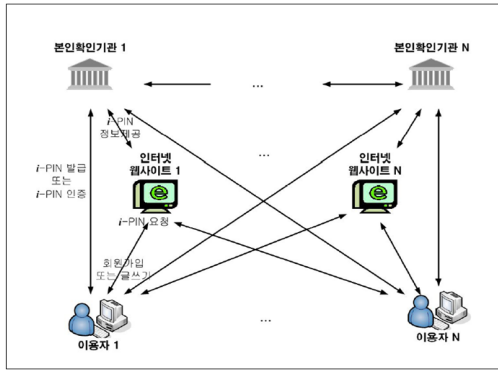 본인확인기관 1
본인확인기관 N
...
i-PIN
정보제공
...
인터넷
웹사이트 1
인터넷
웹사이트 N
i-PIN 발급
또는
i-PIN 인증
i-PIN 요청
회원가입
또는 글쓰기
...
이용자 1
이용자 N